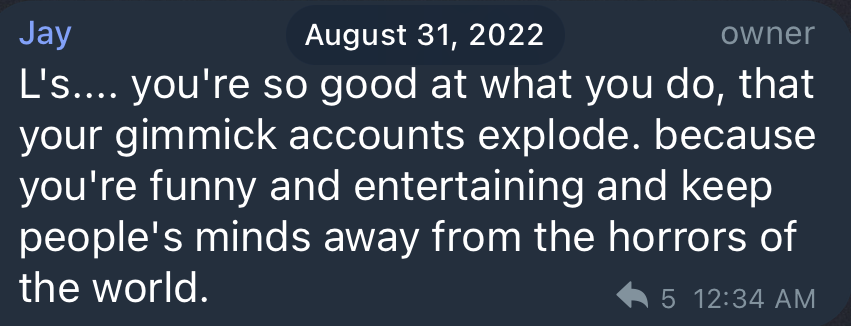 Jay August 31, 2022 owner
L's.... you're so good at what you do, that
your gimmick accounts explode. because
you're funny and entertaining and keep
people's minds away from the horrors of
the world.
5 12:34 AM